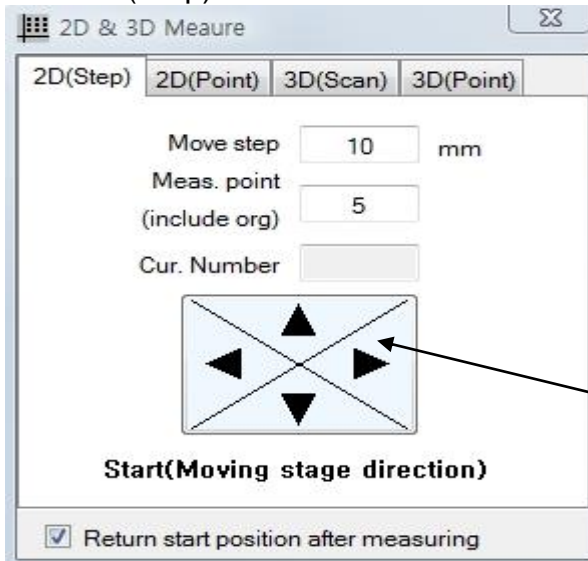 2D & 3D Meaure
2D(Step) 2D(Point) 3D(Scan) 3D(Point)
Move step 10 mm
Meas. point
(include org) 5
Cur. Number
Start(Moving stage direction)
Return start position after measuring